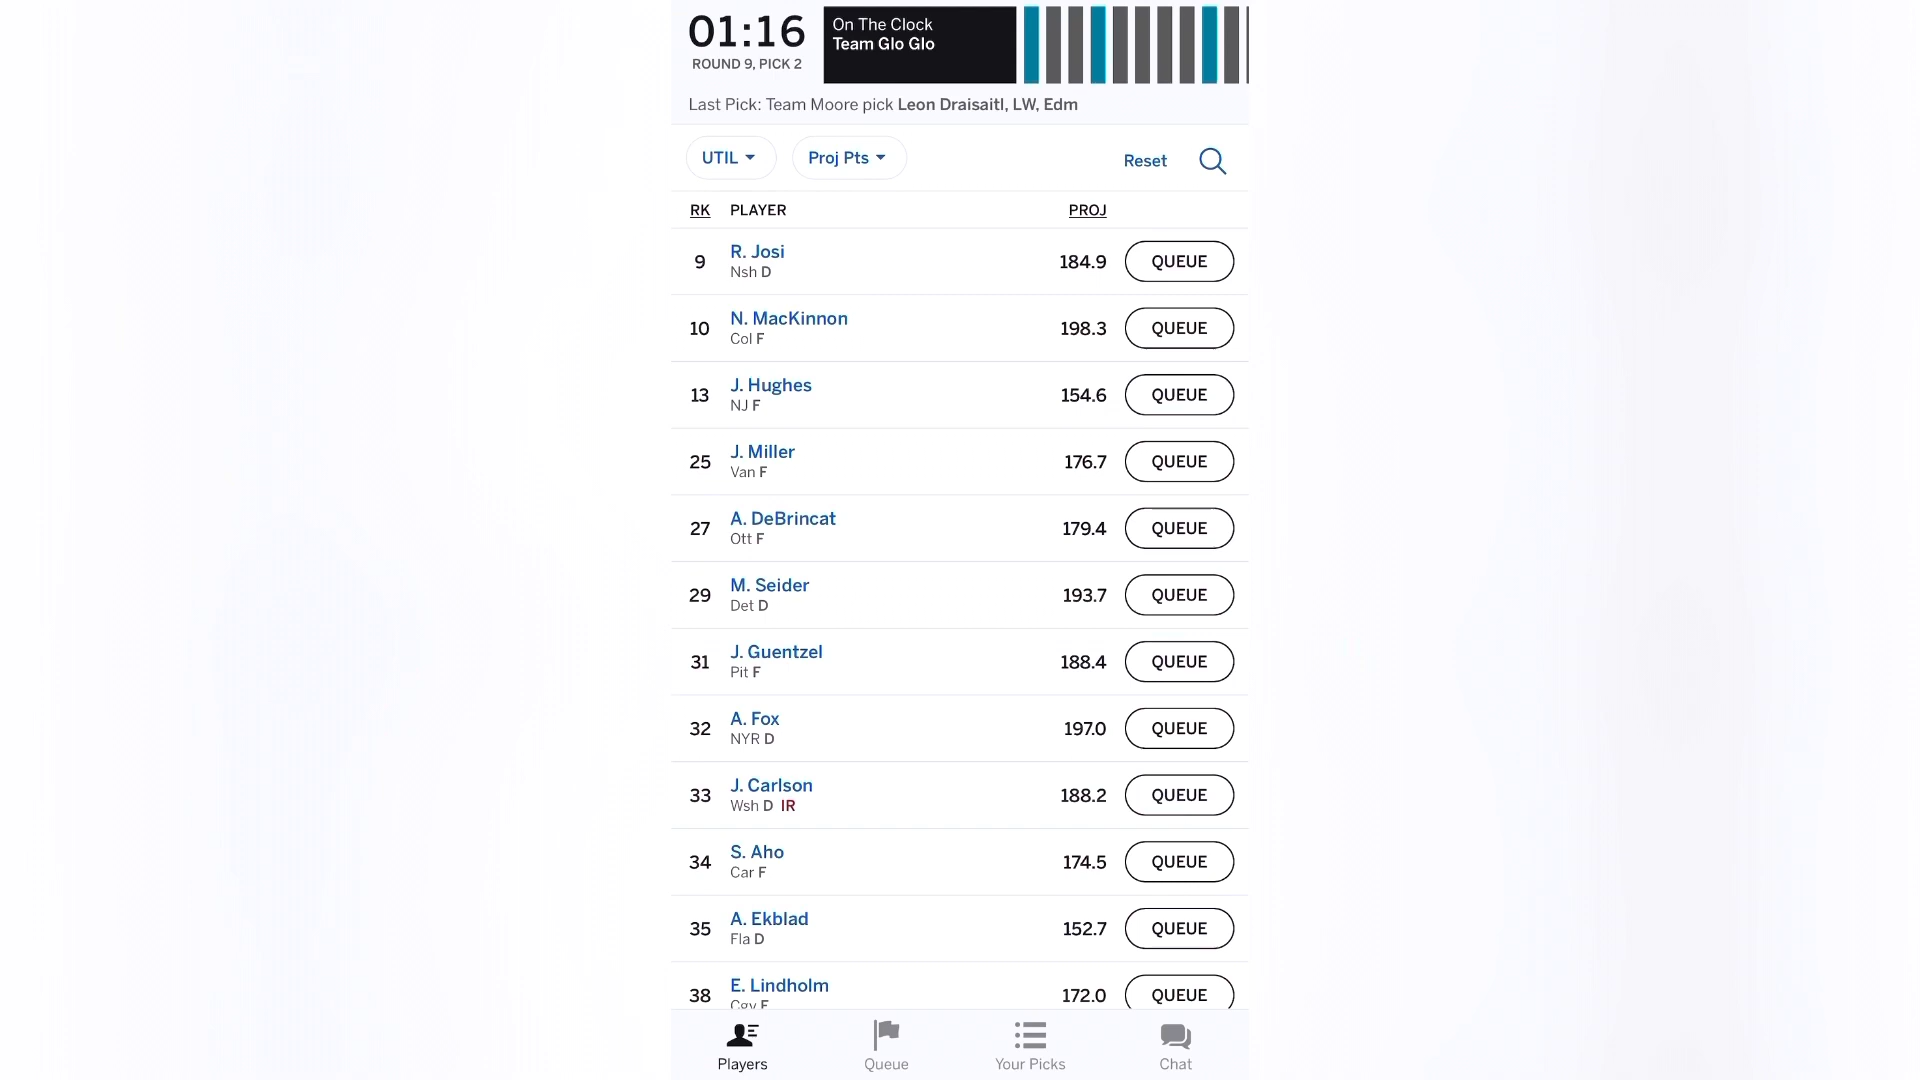 01:16
ROUND 9, PICK 2
On The Clock
Team Glo Glo
Last Pick: Team Moore pick Leon Draisaitl, LW, Edm
UTIL
Proj Pts
Reset
RK PLAYER PROJ
9 R. Josi 184.9 QUEUE
Nsh D
10 N. MacKinnon 198.3 QUEUE
Col F
13 J. Hughes 154.6 QUEUE
NJ F
25 J. Miller 176.7 QUEUE
Van F
27 A. DeBrincat 179.4 QUEUE
Ott F
29 M. Seider 193.7 QUEUE
Det D
31 J. Guentzel 188.4 QUEUE
Pit F
32 A. Fox 197.0 QUEUE
NYR D
33 J. Carlson 188.2 QUEUE
Wsh D IR
34 S. Aho 174.5 QUEUE
Car F
35 A. Ekblad 152.7 QUEUE
Fla D
38 E. Lindholm 172.0 QUEUE
Cgy F
Players Queue Your Picks Chat